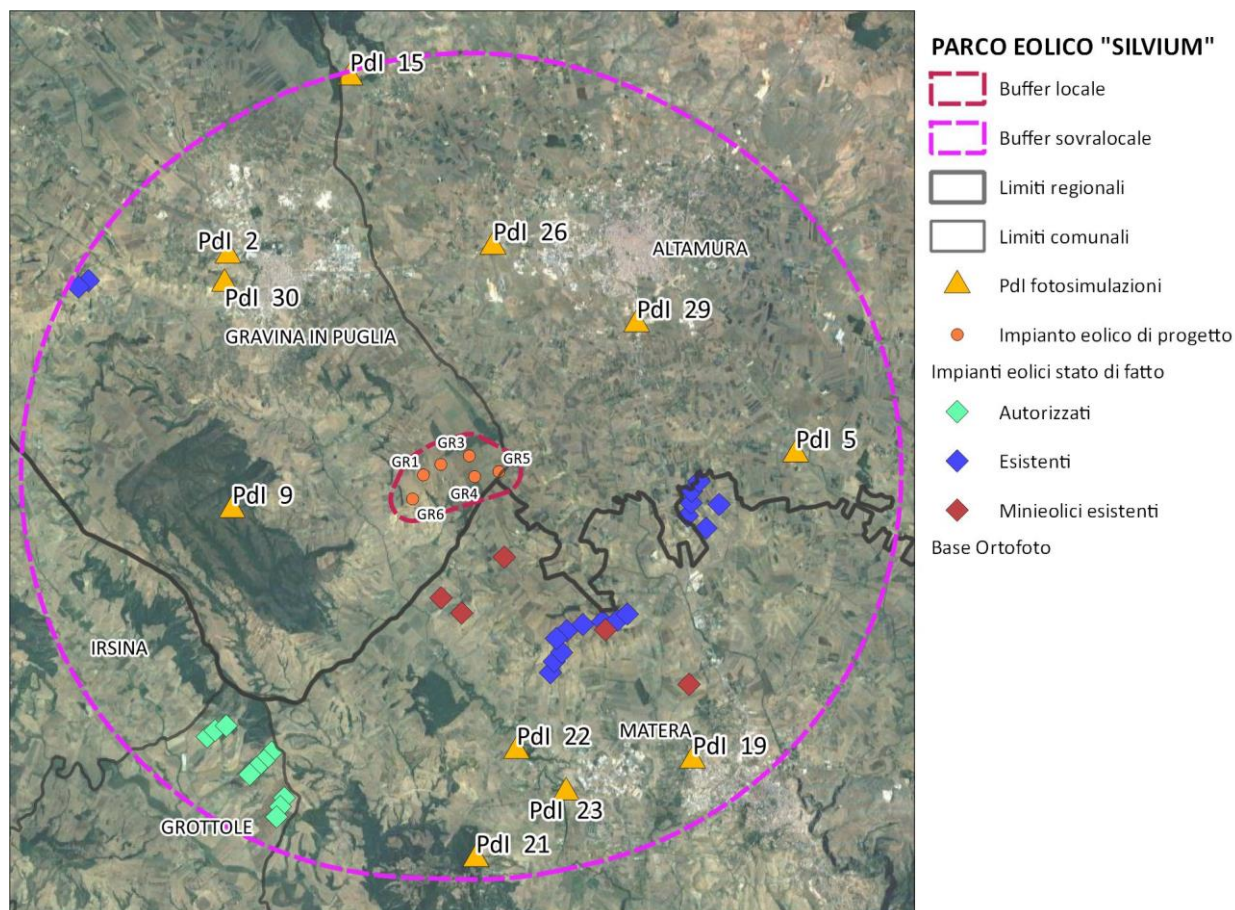 PdI 15
PdI 2
PdI 26
ALTAMURA
PdI 30
PdI 29
GRAVINA IN PUGLIA
GR3
GR1
GR5
PdI 5
GR4
PdI 9
GR6
IRSINA
MATERA
PdI 22
PdI 19
PdI 23
GROTTOLE
PdI 21
PARCO EOLICO "SILVIUM"
Buffer locale
Buffer sovralocale
Limiti regionali
Limiti comunali
PdI fotosimulazioni
Impianto eolico di progetto
Impianti eolici stato di fatto
Autorizzati
Esistenti
Minieolici esistenti
Base Ortofoto